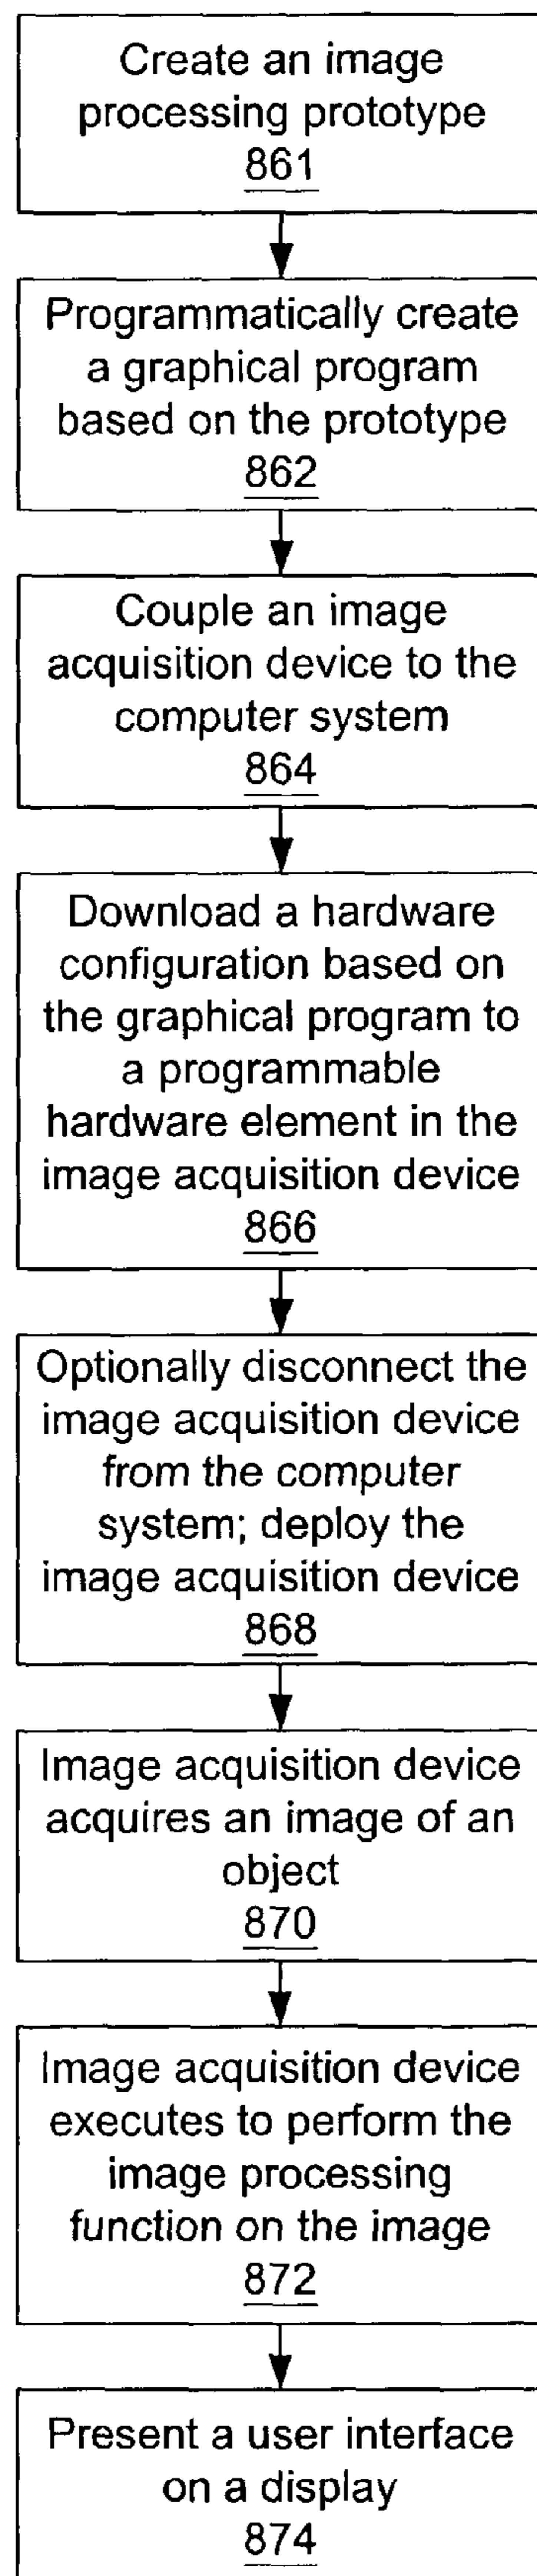 Create an image
processing prototype
861
Programmatically create
a graphical program
based on the prototype
862
Couple an image
acquisition device to the
computer system
864
Download a hardware
configuration based on
the graphical program to
a programmable
hardware element in the
image acquisition device
866
Optionally disconnect the
image acquisition device
from the computer
system; deploy the
image acquisition device
868
Image acquisition device
acquires an image of an
object
870
Image acquisition device
executes to perform the
image processing
function on the image
872
Present a user interface
on a display
874